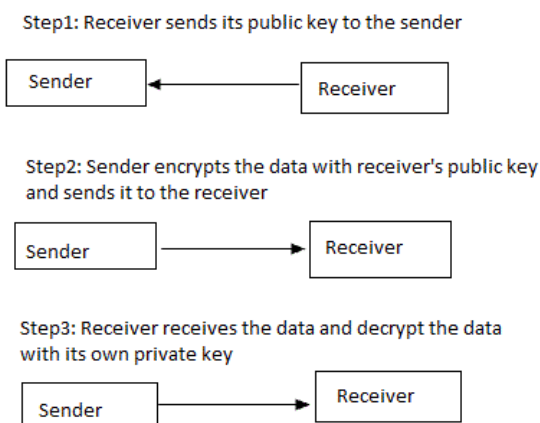 Step1: Receiver sends its public key to the sender
Sender
Receiver
Step2: Sender encrypts the data with receiver's public key
and sends it to the receiver
Sender
Receiver
Step3: Receiver receives the data and decrypt the data
with its own private key
Sender
Receiver